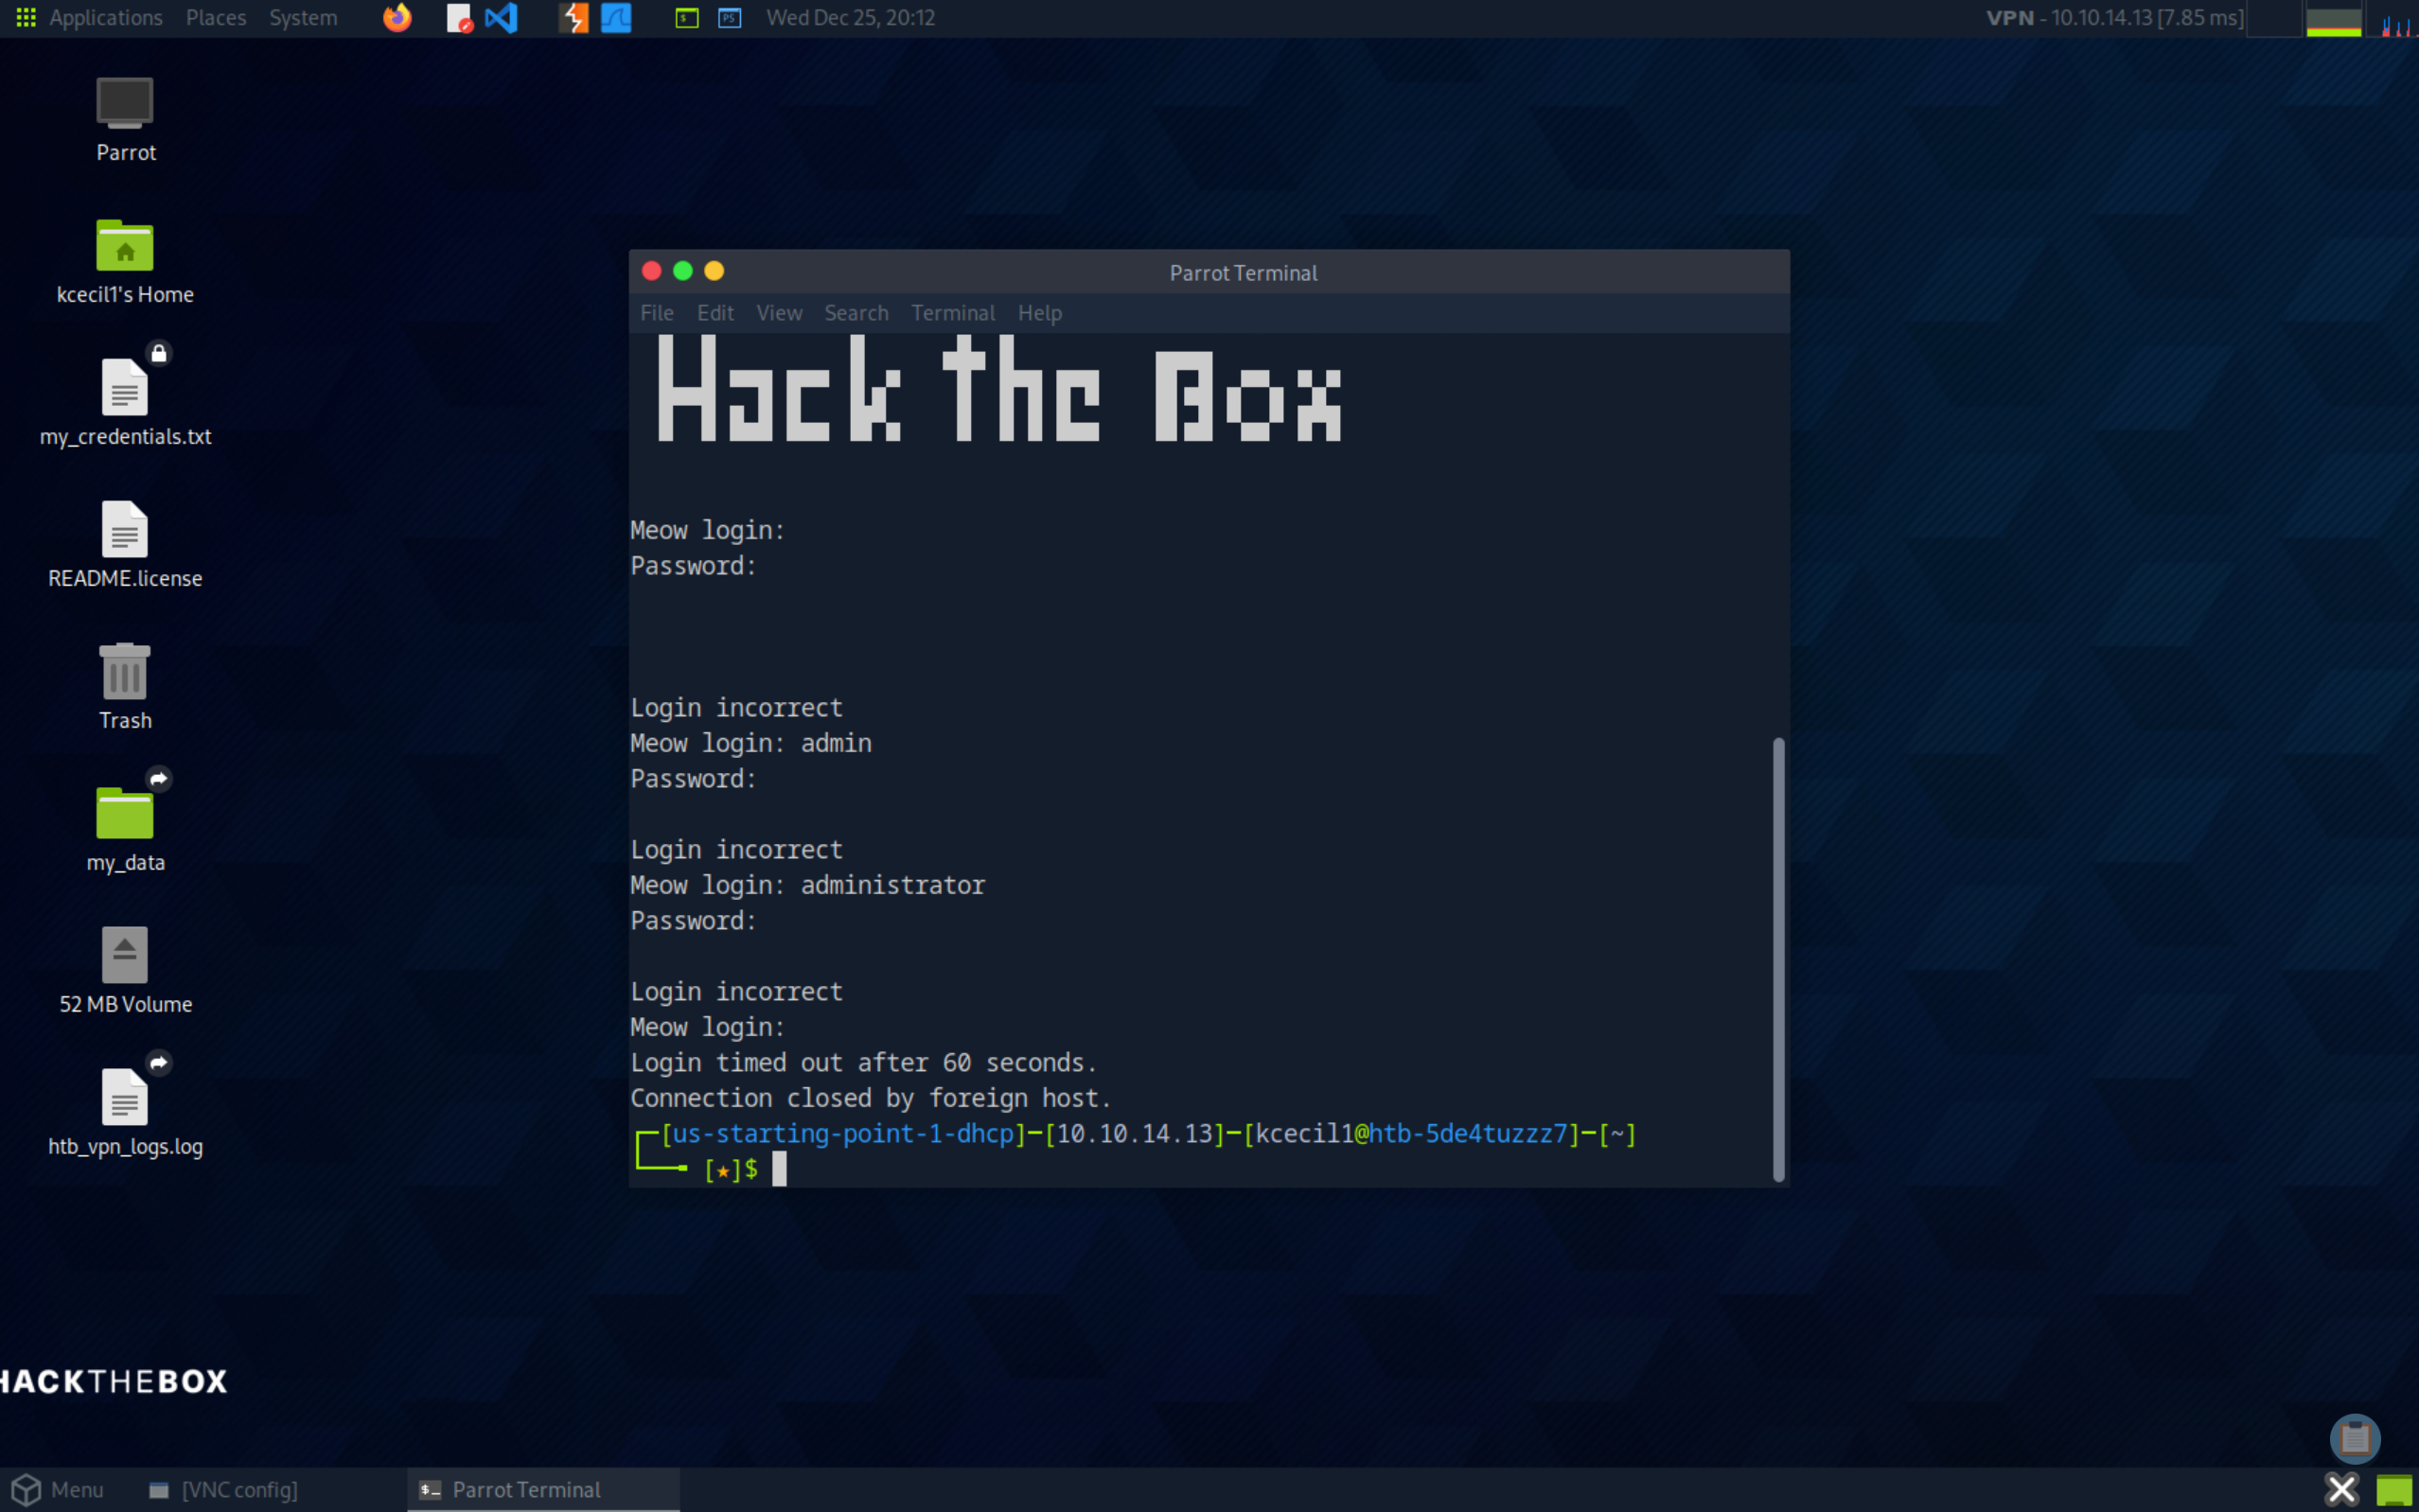 Applications Places System Wed Dec 25, 20:12 VPN - 10.10.14.13 [7.85 ms]
Parrot
kcecil1's Home
my_credentials.txt
README.license
Trash
my_data
52 MB Volume
htb_vpn_logs.log
HACKTHEBOX
Parrot Terminal
File Edit View Search Terminal Help
Hack The Box
Meow login:
Password:
Login incorrect
Meow login: admin
Password:
Login incorrect
Meow login: administrator
Password:
Login incorrect
Meow login:
Login timed out after 60 seconds.
Connection closed by foreign host.
[us-starting-point-1-dhcp]-[10.10.14.13]-[kcecil1@htb-5de4tuzzz7]-[~]
[★]$
Menu [VNC config] Parrot Terminal